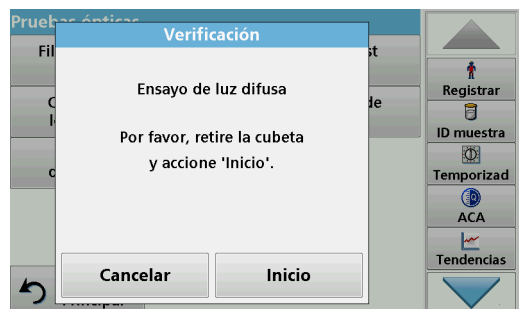 Pruebas ópticas
Verificación
Ensayo de luz difusa
Por favor, retire la cubeta
y accione 'Inicio'.
Cancelar
Inicio
Registrar
ID muestra
Temporizad
ACA
Tendencias